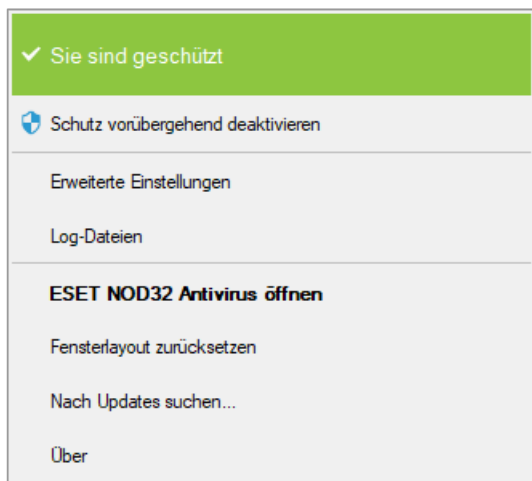 Sie sind geschützt
Schutz vorübergehend deaktivieren
Erweiterte Einstellungen
Log-Dateien
ESET NOD32 Antivirus öffnen
Fensterlayout zurücksetzen
Nach Updates suchen...
Über